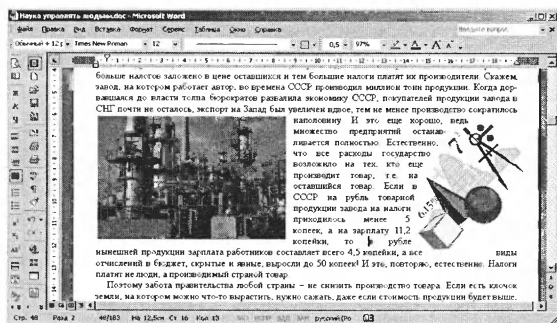 Наука управлять людьми.doc - Microsoft Word
Файл Правка Вид Вставка Формат Сервис Таблица Окно Справка
Обычный + 12 г Times New Roman 12 0,5 97%
больше налогов заложено в цене оставшихся и тем большие налоги платят их производители. Скажем,
завод, на котором работает автор, во времена СССР производил миллион тонн продукции. Когда дор-
вавшаяся до власти толпа бюрократов развалила экономику СССР, покупателей продукции завода в
СНГ почти не осталось, экспорт на Запад был увеличен вдвое, тем не менее производство сократилось
наполовину. И это еще хорошо, ведь
множество предприятий останав-
ливается полностью. Естественно,
что все расходы государство
возложило на тех, кто еще
производит товар, т.е. на
оставшийся товар. Если в
СССР на рубль товарной
продукции завода на налоги
приходилось менее 5
копеек, а на зарплату 11,2
копейки, то в рубле
6,15%
нынешней продукции зарплата работников составляет всего 4,5 копейки, а все виды
отчислений в бюджет, скрытые и явные, выросли до 50 копеек! И это, повторяю, естественно. Налоги
платят не люди, а производимый страной товар.
Поэтому забота правительства любой страны – не снизить производство товара. Если есть клочок
земли, на котором можно что-то вырастить, нужно сажать, даже если стоимость продукции будет выше.
Стр. 48 Разд 2 48/183 На 12,5см Ст 16 Кол 13 русский (Ро